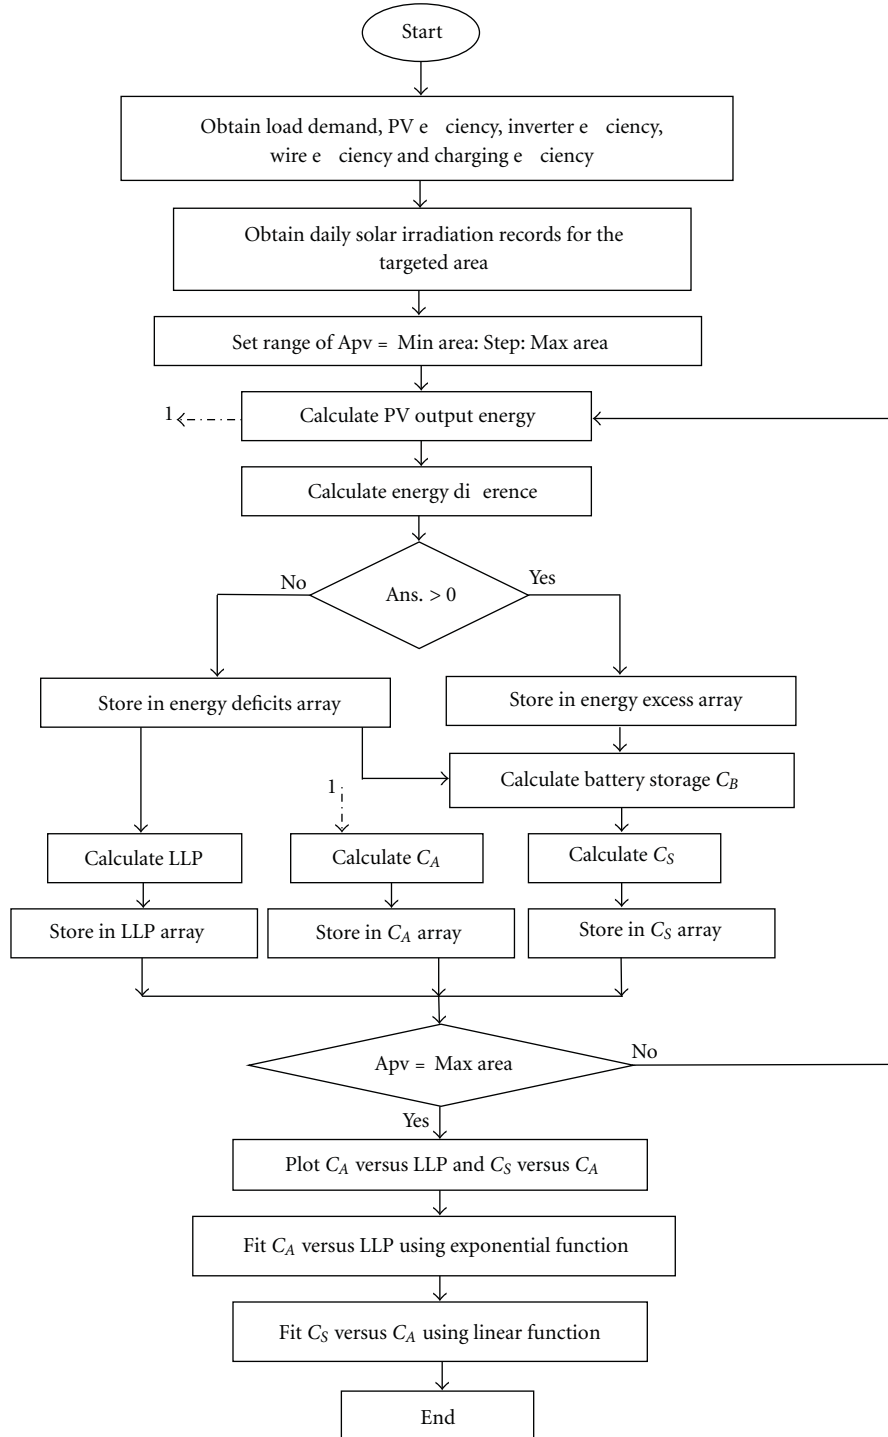 Start
Obtain load demand, PV e ciency, inverter e ciency,
wire e ciency and charging e ciency
Obtain daily solar irradiation records for the
targeted area
Set range of Apv = Min area: Step: Max area
1
Calculate PV output energy
Calculate energy di erence
No
Ans. > 0
Yes
Store in energy deficits array
Store in energy excess array
Calculate battery storage C_B
1
Calculate LLP
Calculate C_A
Calculate C_S
Store in LLP array
Store in C_A array
Store in C_S array
Apv = Max area
No
Yes
Plot C_A versus LLP and C_S versus C_A
Fit C_A versus LLP using exponential function
Fit C_S versus C_A using linear function
End